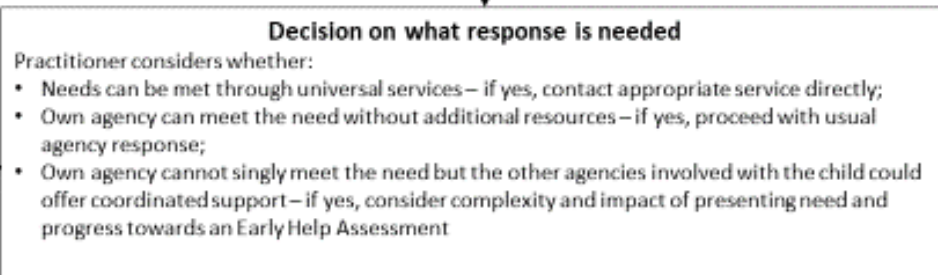 Decision on what response is needed
Practitioner considers whether:
• Needs can be met through universal services – if yes, contact appropriate service directly;
• Own agency can meet the need without additional resources – if yes, proceed with usual
agency response;
• Own agency cannot singly meet the need but the other agencies involved with the child could
offer coordinated support – if yes, consider complexity and impact of presenting need and
progress towards an Early Help Assessment